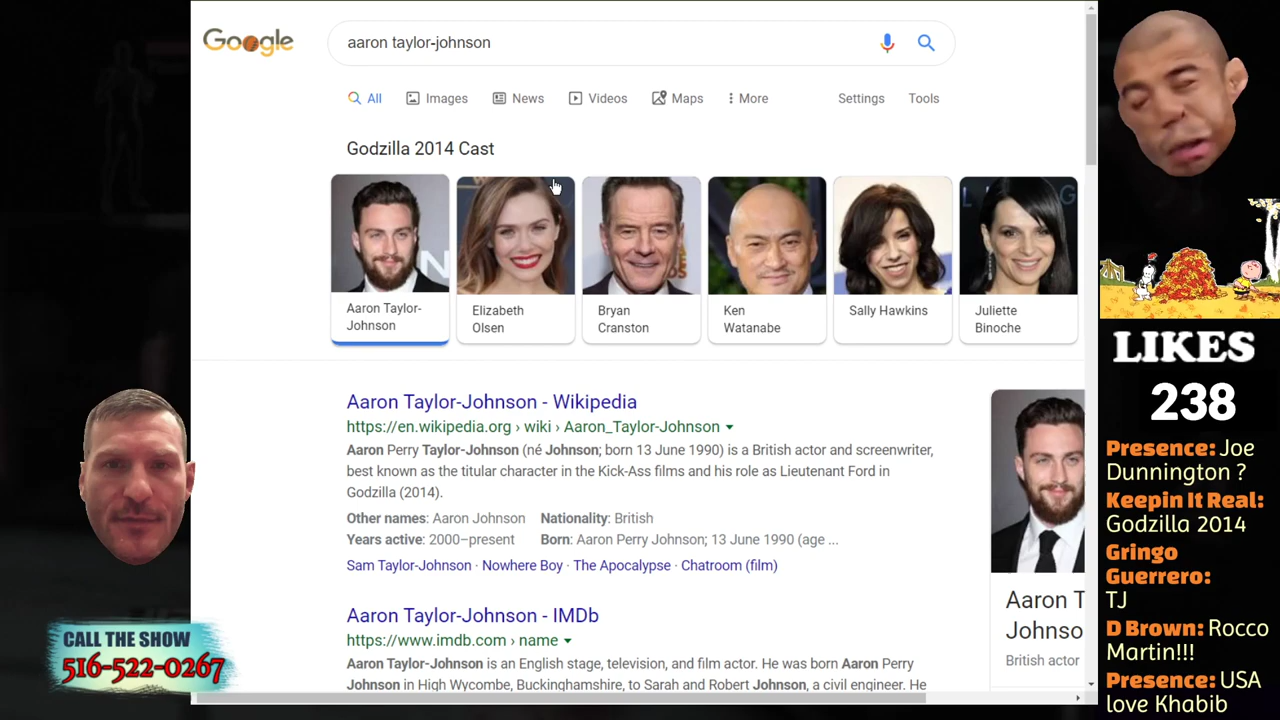 Google
aaron taylor-johnson
All
Images
News
Videos
Maps
More
Settings
Tools
Godzilla 2014 Cast
Aaron Taylor-
Johnson
Elizabeth
Olsen
Bryan
Cranston
Ken
Watanabe
Sally Hawkins
Juliette
Binoche
Aaron Taylor-Johnson - Wikipedia
https://en.wikipedia.org › wiki › Aaron_Taylor-Johnson
Aaron Perry Taylor-Johnson (né Johnson; born 13 June 1990) is a British actor and screenwriter,
best known as the titular character in the Kick-Ass films and his role as Lieutenant Ford in
Godzilla (2014).
Other names: Aaron Johnson Nationality: British
Years active: 2000–present Born: Aaron Perry Johnson; 13 June 1990 (age ...
Sam Taylor-Johnson · Nowhere Boy · The Apocalypse · Chatroom (film)
Aaron Taylor-Johnson - IMDb
https://www.imdb.com › name
Aaron Taylor-Johnson is an English stage, television, and film actor. He was born Aaron Perry
Johnson in High Wycombe, Buckinghamshire, to Sarah and Robert Johnson, a civil engineer. He
Aaron T
Johnso
British actor
CALL THE SHOW
516-522-0267
LIKES
238
Presence: Joe
Dunnington ?
Keepin It Real:
Godzilla 2014
Gringo
Guerrero:
TJ
D Brown: Rocco
Martin!!!
Presence: USA
love Khabib